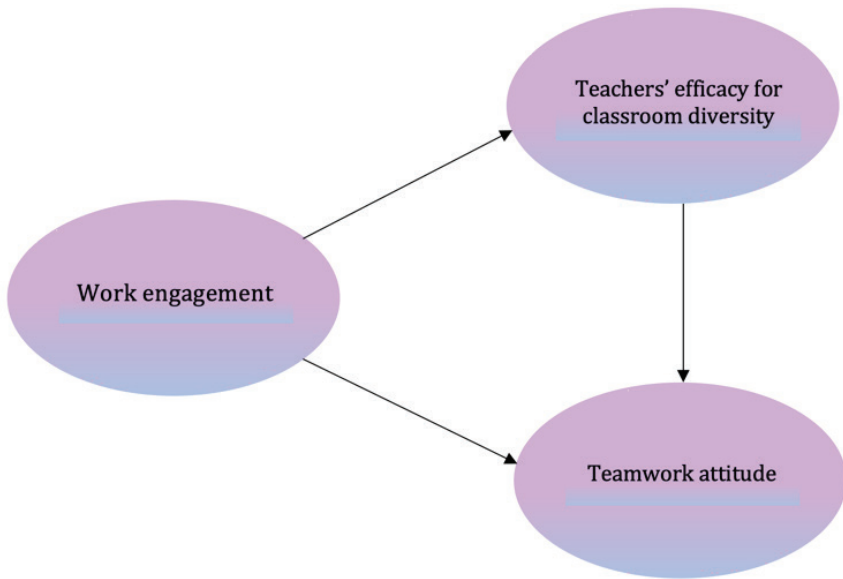 Teachers’ efficacy for
classroom diversity
Work engagement
Teamwork attitude